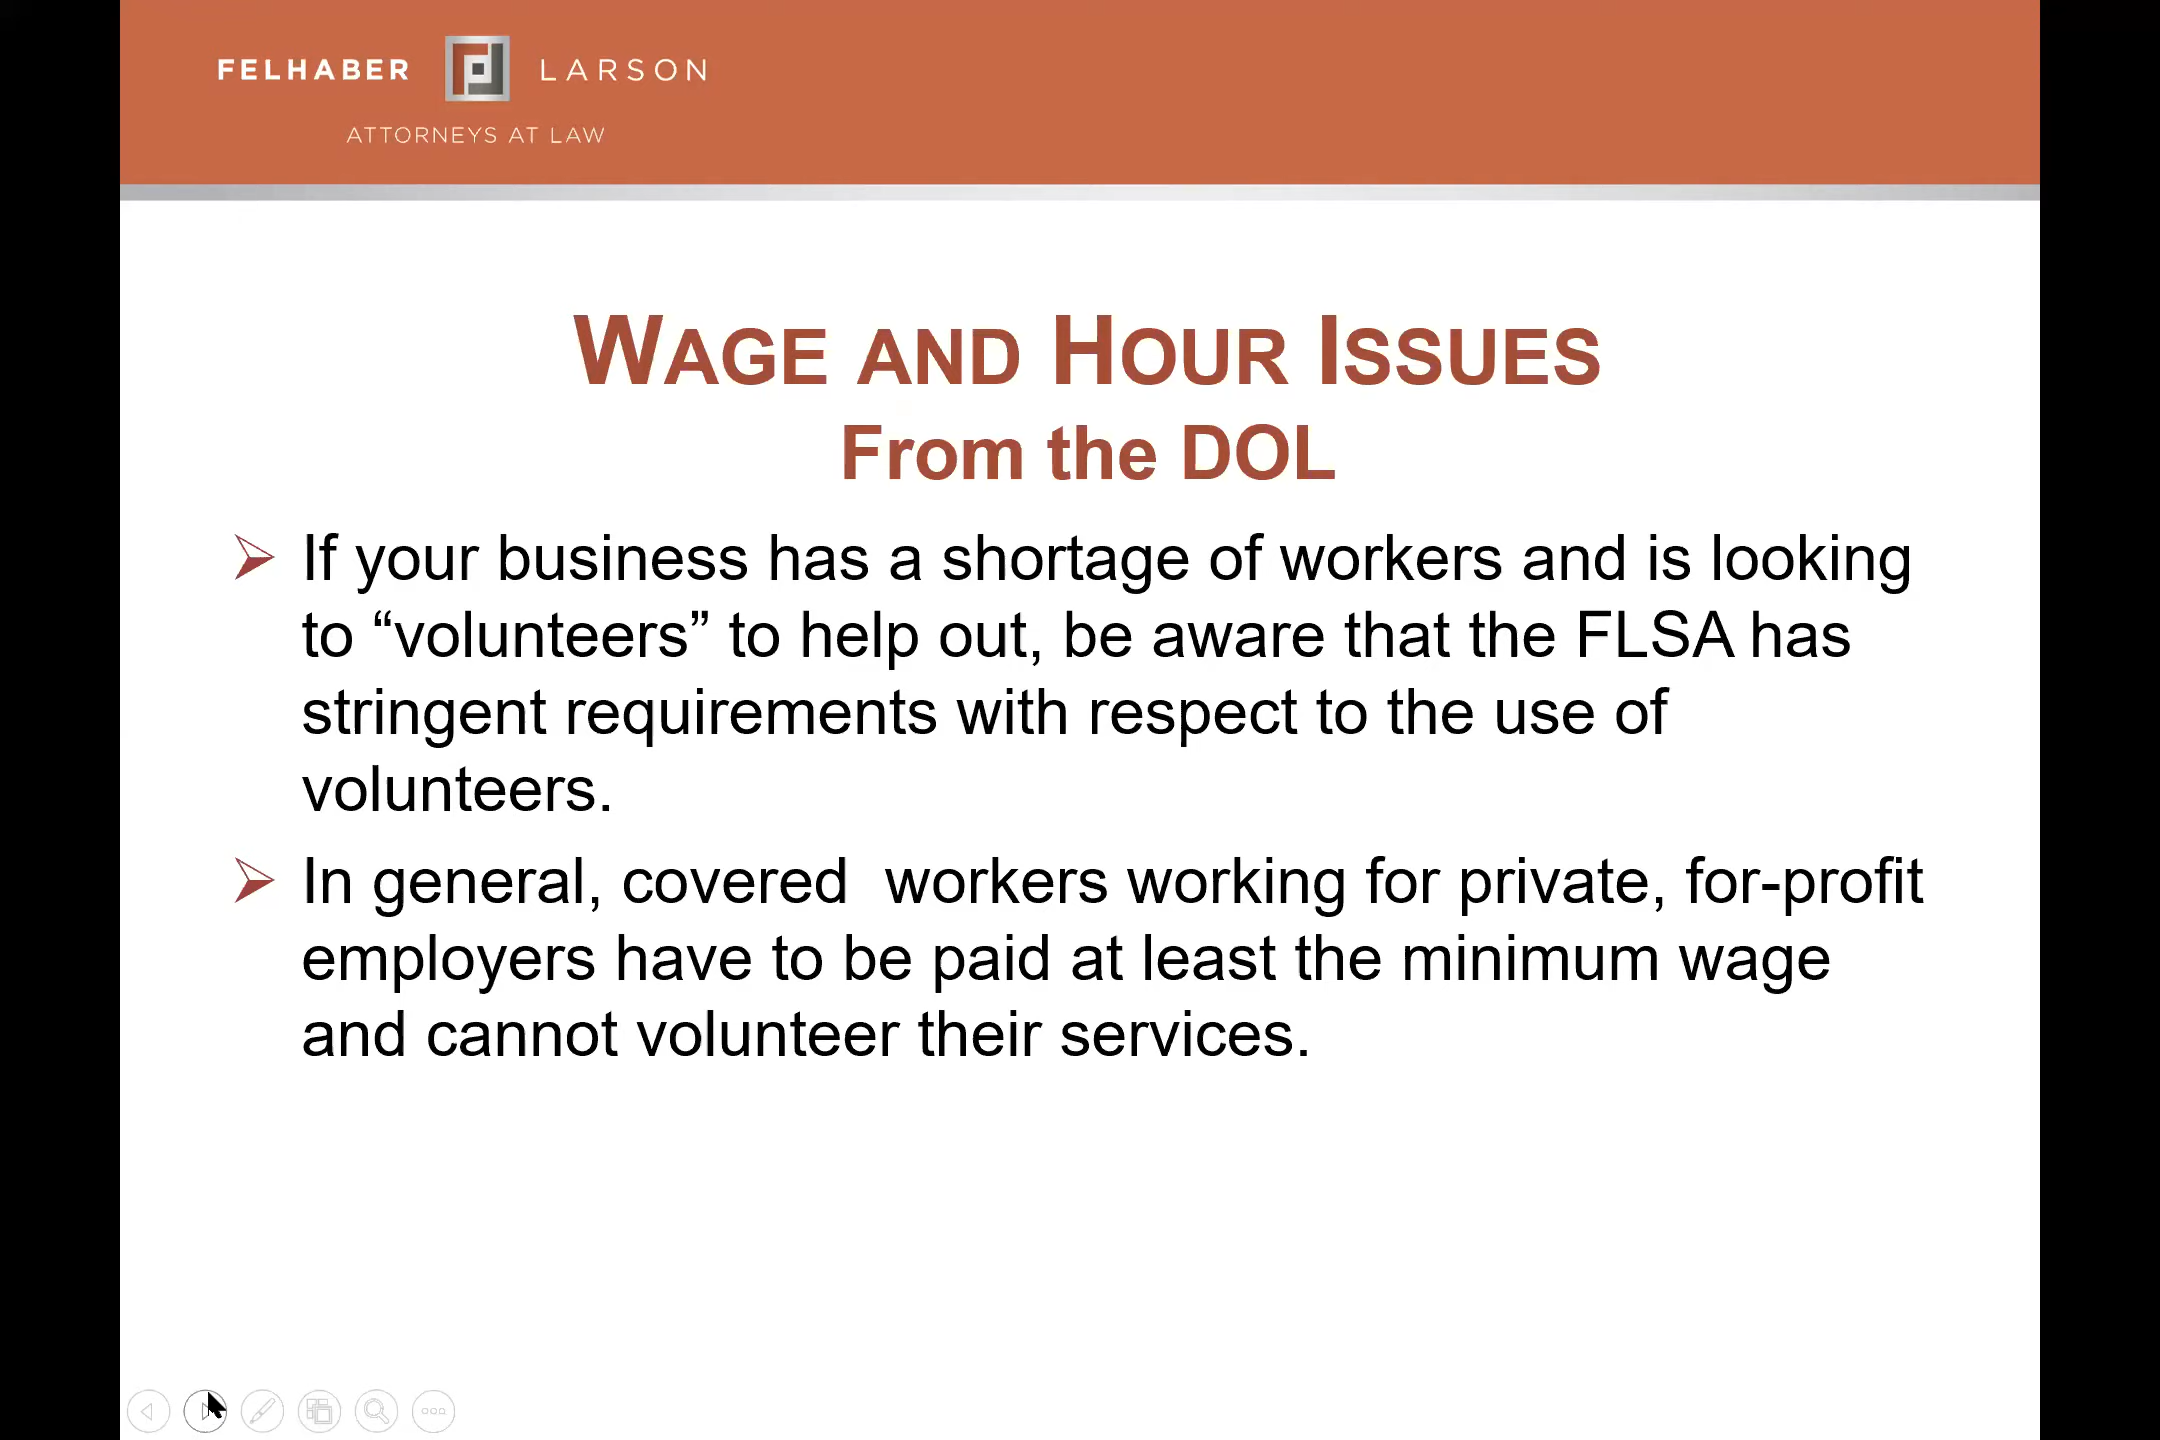 FELHABER LARSON
ATTORNEYS AT LAW
WAGE AND HOUR ISSUES
From the DOL
If your business has a shortage of workers and is looking
to “volunteers” to help out, be aware that the FLSA has
stringent requirements with respect to the use of
volunteers.
In general, covered  workers working for private, for-profit
employers have to be paid at least the minimum wage
and cannot volunteer their services.